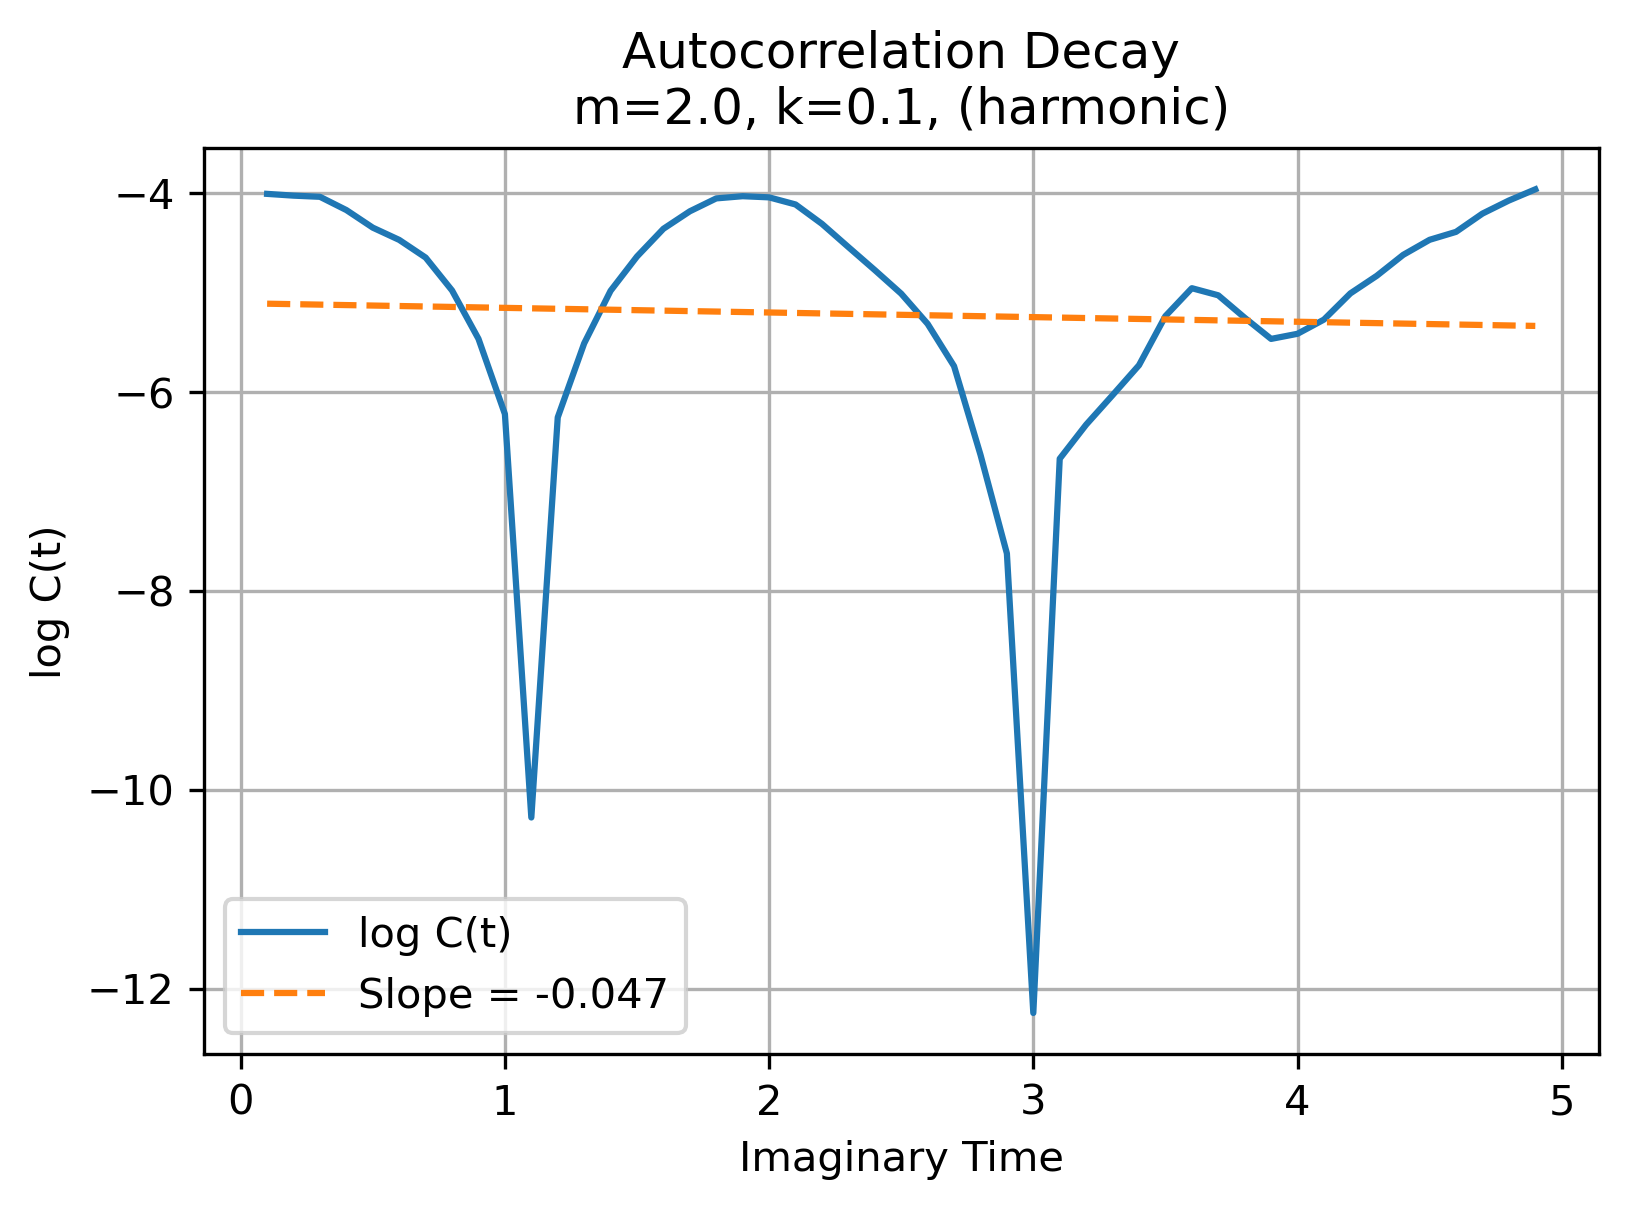 Autocorrelation Decay
m=2.0, k=0.1, (harmonic)
−4
−6
−8
−10
−12
log C(t)
log C(t)
Slope = -0.047
0 1 2 3 4 5
Imaginary Time